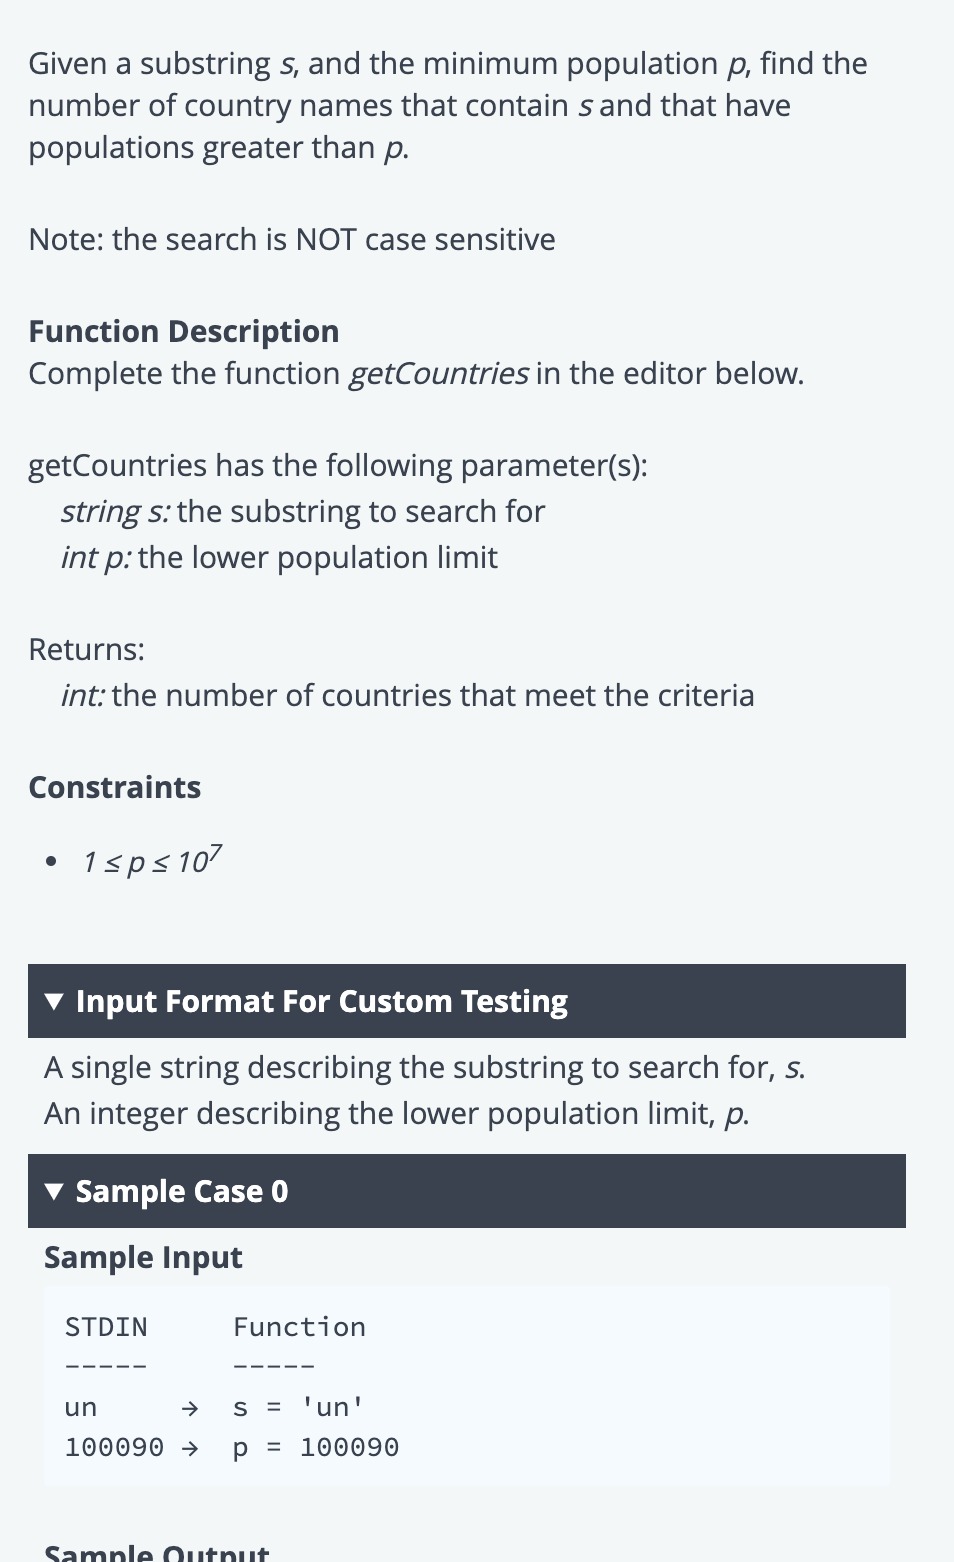 Given a substring s, and the minimum population p, find the
number of country names that contain s and that have
populations greater than p.
Note: the search is NOT case sensitive
Function Description
Complete the function getCountries in the editor below.
getCountries has the following parameter(s):
string s: the substring to search for
int p: the lower population limit
Returns:
int: the number of countries that meet the criteria
Constraints
• 1 ≤ p ≤ 10⁷
▼ Input Format For Custom Testing
A single string describing the substring to search for, s.
An integer describing the lower population limit, p.
▼ Sample Case 0
Sample Input
STDIN Function
----- -----
un → s = 'un'
100090 → p = 100090
Sample Output